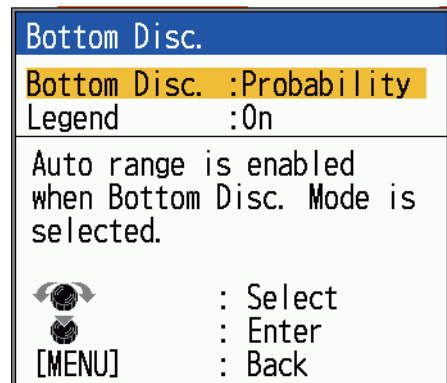 Bottom Disc.
Bottom Disc. :Probability
Legend :On
Auto range is enabled
when Bottom Disc. Mode is
selected.
: Select
: Enter
[MENU] : Back